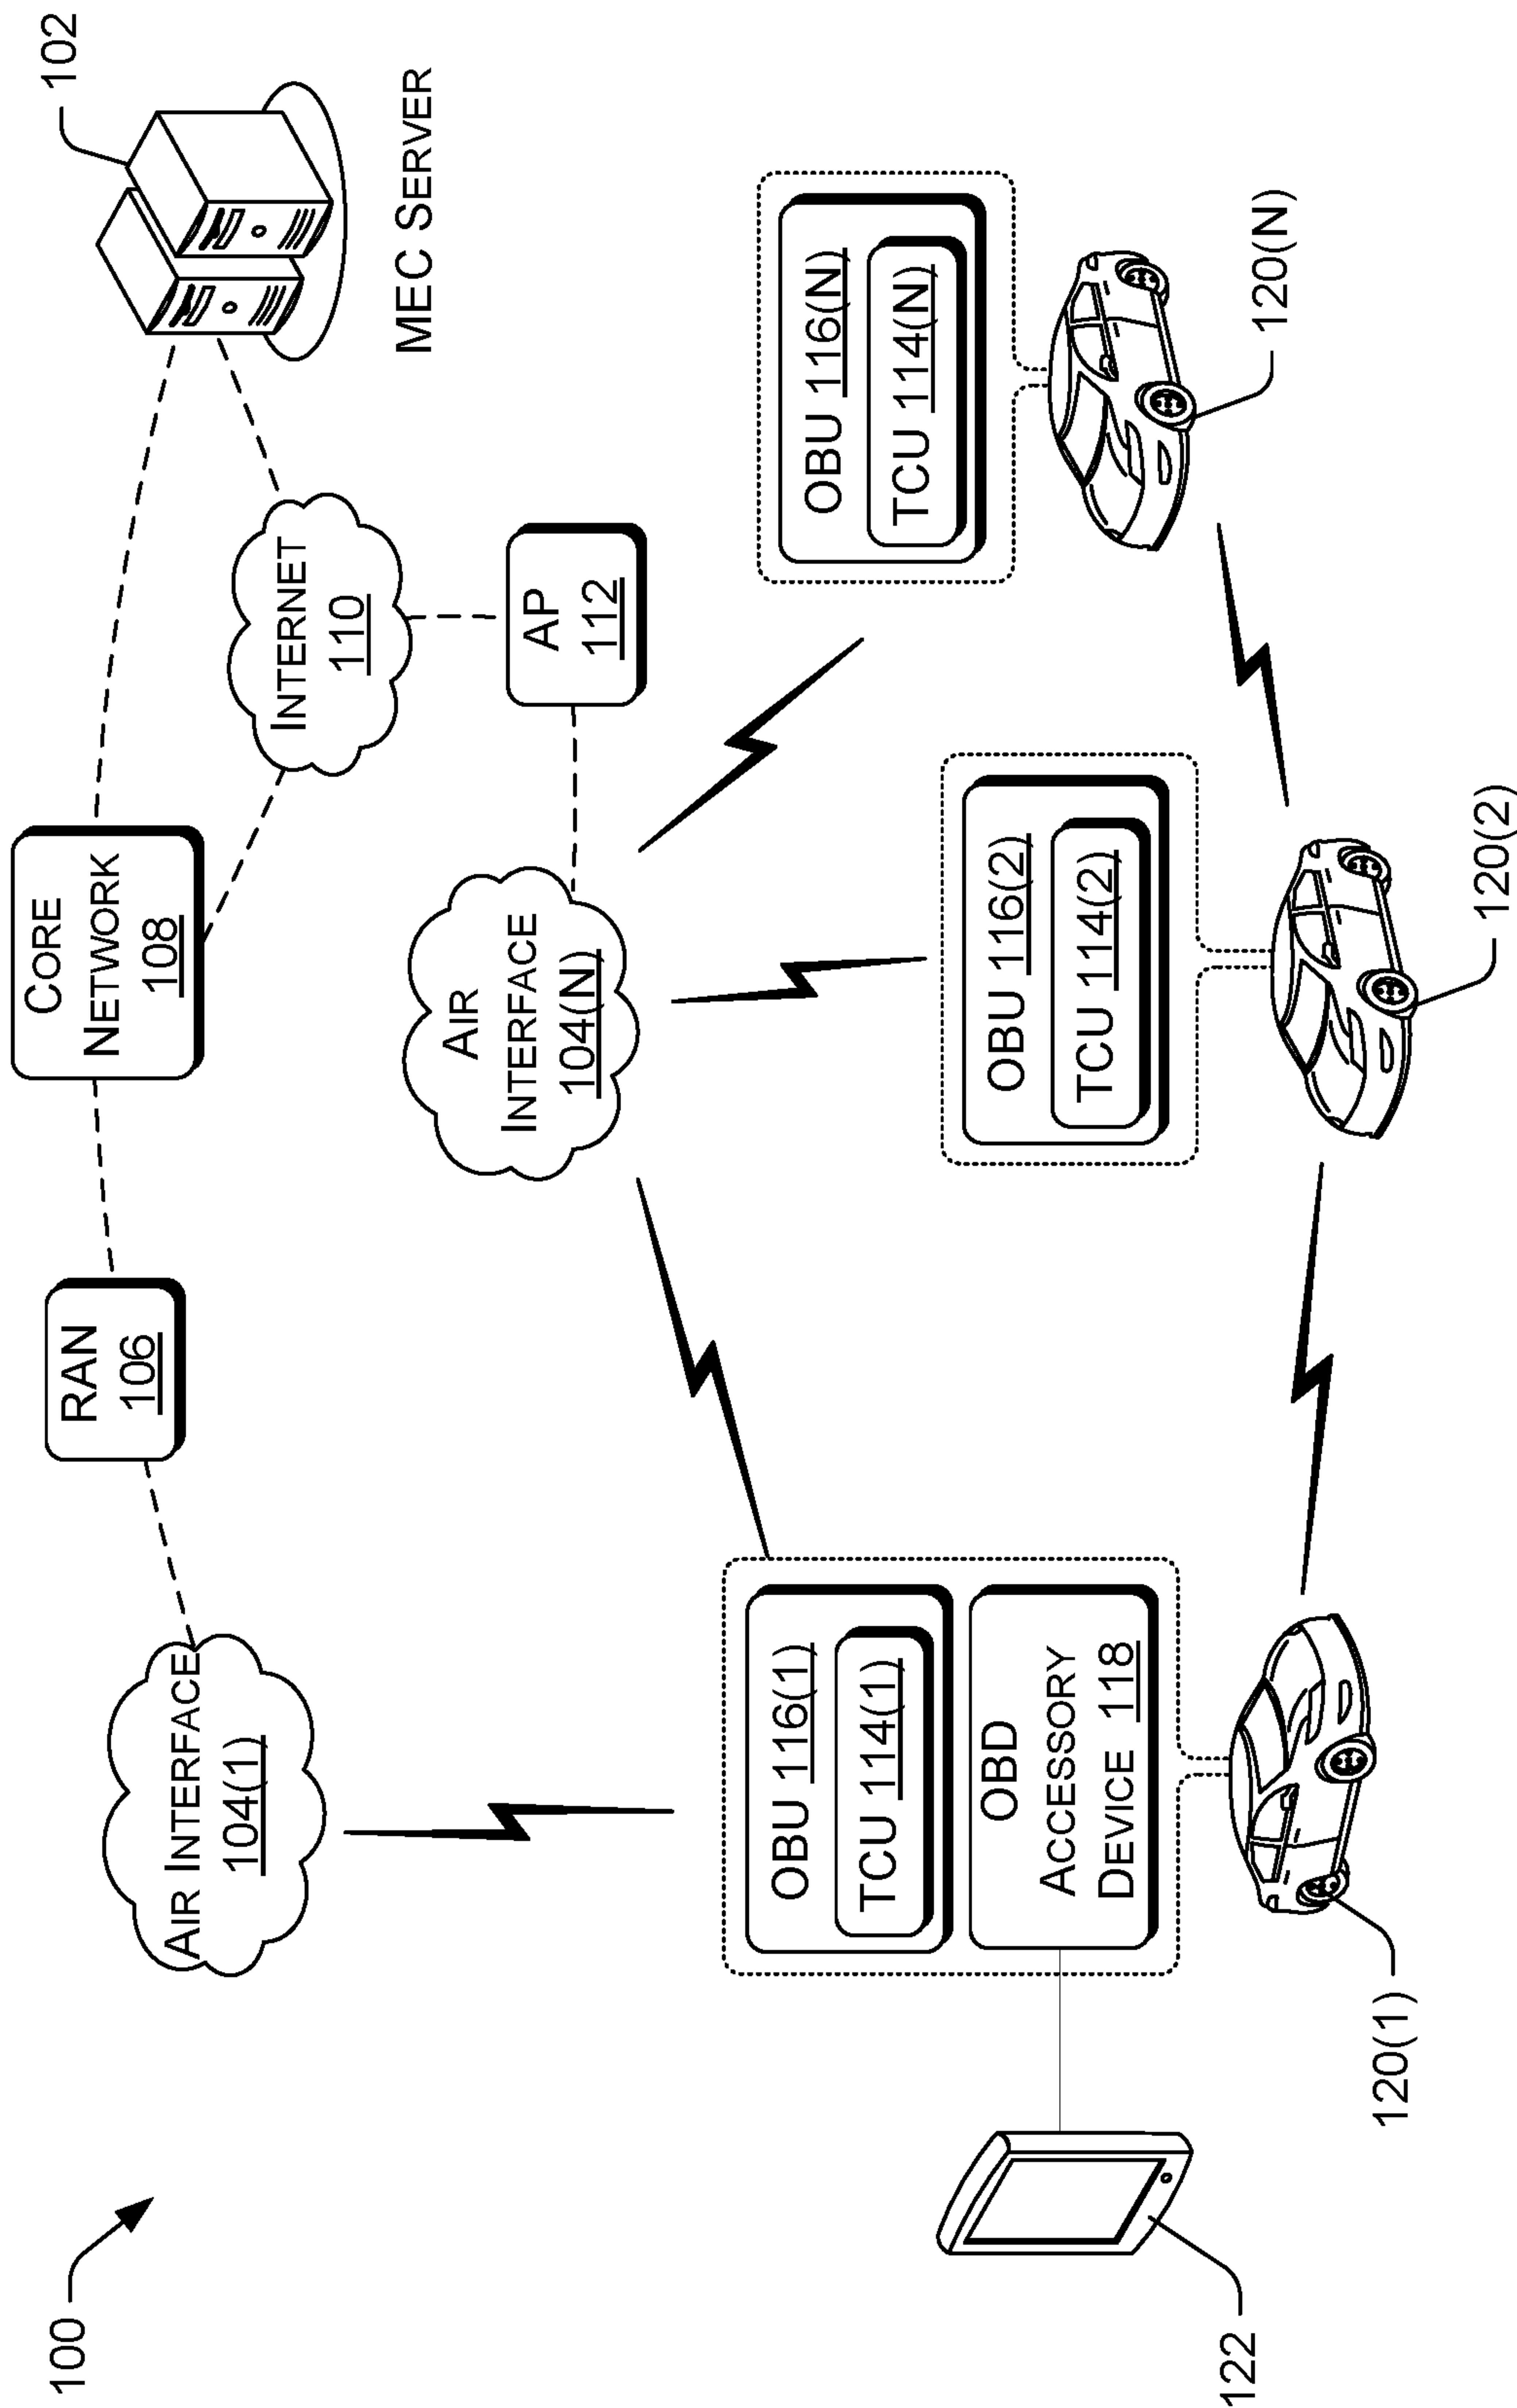 100
102
MEC SERVER
CORE
NETWORK
108
RAN
106
AIR INTERFACE
104(1)
INTERNET
110
AP
112
AIR
INTERFACE
104(N)
OBU 116(1)
TCU 114(1)
OBD
ACCESSORY
DEVICE 118
OBU 116(2)
TCU 114(2)
OBU 116(N)
TCU 114(N)
122
120(1)
120(2)
120(N)